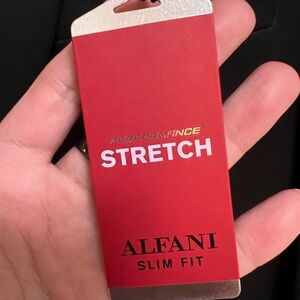 PERFORMANCE
STRETCH
ALFANI
SLIM FIT